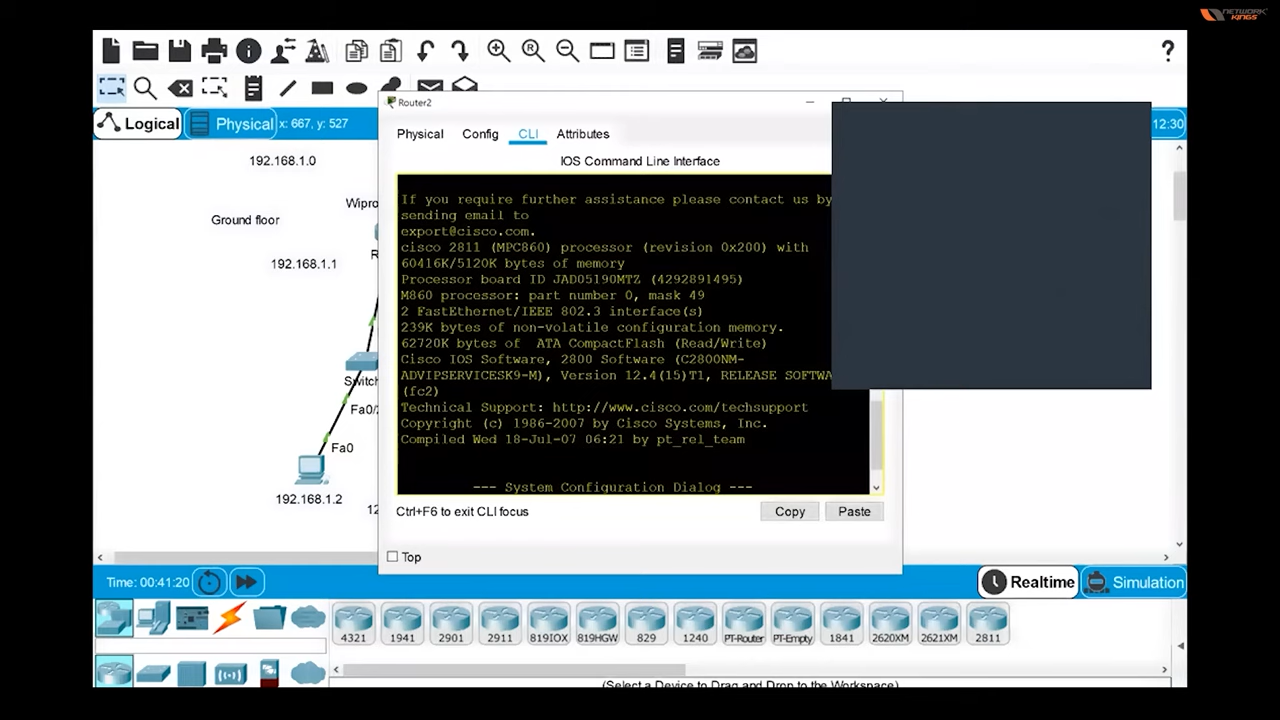 NETWORK
KINGS
?
Router2
Logical
Physical
x: 667, y: 527
12:30
Physical
Config
CLI
Attributes
IOS Command Line Interface
192.168.1.0
Ground floor
Wipro
192.168.1.1
R
Switch
Fa0/
Fa0
192.168.1.2
12
If you require further assistance please contact us by
sending email to
export@cisco.com.
cisco 2811 (MPC860) processor (revision 0x200) with
60416K/5120K bytes of memory
Processor board ID JAD05190MTZ (4292891495)
M860 processor: part number 0, mask 49
2 FastEthernet/IEEE 802.3 interface(s)
239K bytes of non-volatile configuration memory.
62720K bytes of ATA CompactFlash (Read/Write)
Cisco IOS Software, 2800 Software (C2800NM-
ADVIPSERVICESK9-M), Version 12.4(15)T1, RELEASE SOFTWA
(fc2)
Technical Support: http://www.cisco.com/techsupport
Copyright (c) 1986-2007 by Cisco Systems, Inc.
Compiled Wed 18-Jul-07 06:21 by pt_rel_team
--- System Configuration Dialog ---
Ctrl+F6 to exit CLI focus
Copy
Paste
Top
Time: 00:41:20
Realtime
Simulation
4321
1941
2901
2911
819IOX
819HGW
829
1240
PT-Router
PT-Empty
1841
2620XM
2621XM
2811
(Select a Device to Drag and Drop to the Workspace)